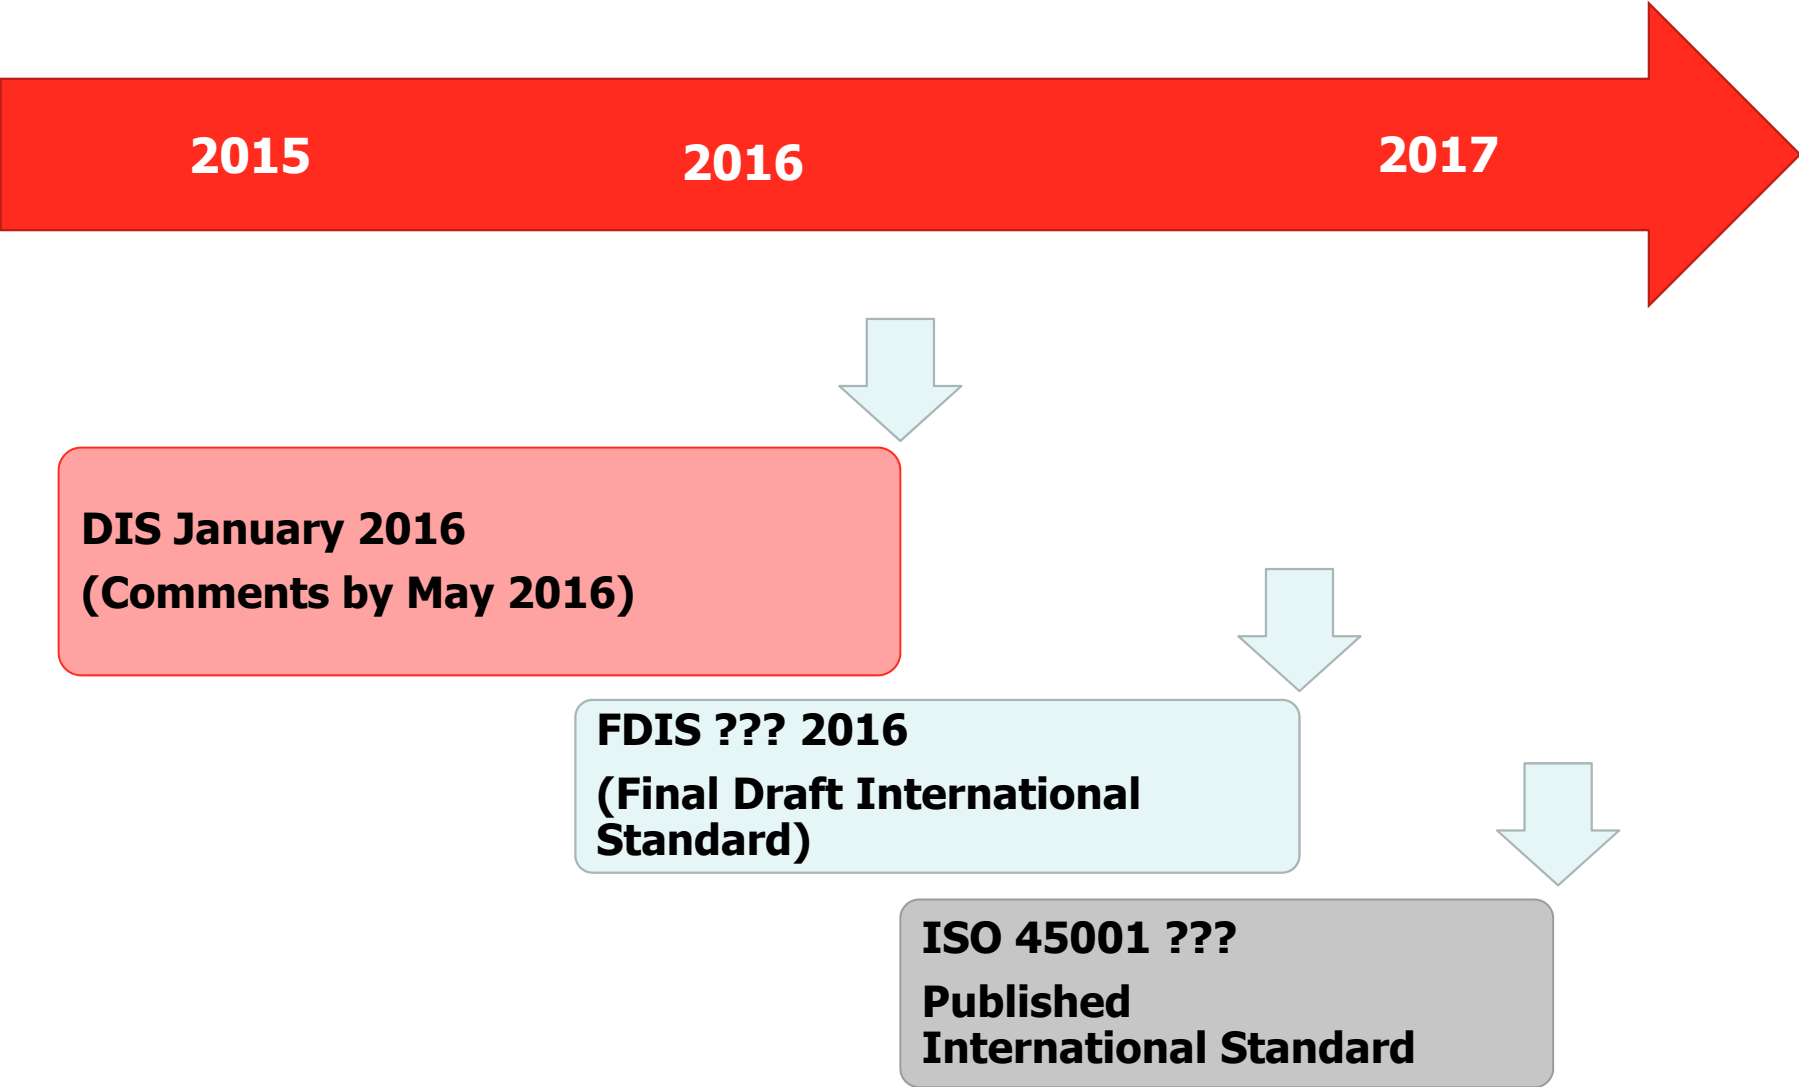 2015
2016
2017
DIS January 2016
(Comments by May 2016)
FDIS ??? 2016
(Final Draft International
Standard)
ISO 45001 ???
Published
International Standard